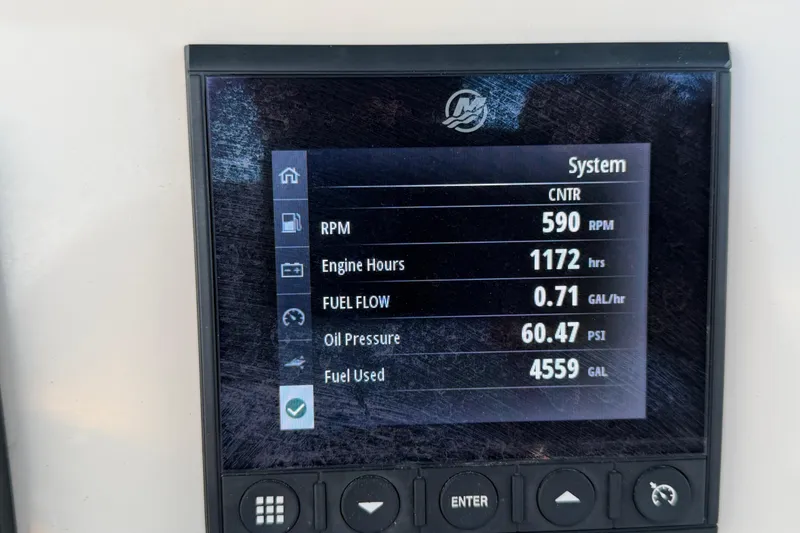 System
CNTR
RPM 590 RPM
Engine Hours 1172 hrs
FUEL FLOW 0.71 GAL/hr
Oil Pressure 60.47 PSI
Fuel Used 4559 GAL
ENTER